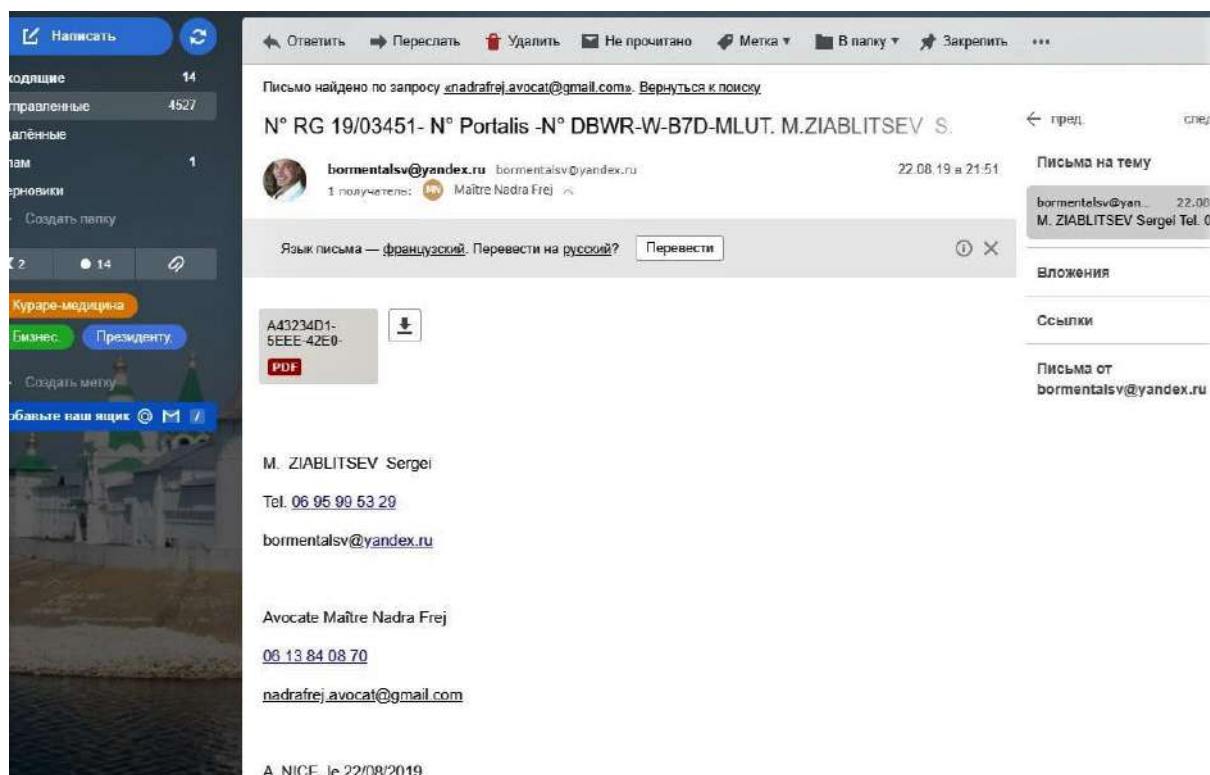 Написать
ходящие 14
тправленные 4527
далённые
пам 1
ерновики
Создать папку
2 14
Кураре-медицина
Бизнес. Президенту.
Создать метку
обавьте ваш ящик
Ответить Переслать Удалить Не прочитано Метка В папку Закрепить ...
Письмо найдено по запросу «nadrafrej.avocat@gmail.com». Вернуться к поиску
N° RG 19/03451- N° Portalis -N° DBWR-W-B7D-MLUT. M.ZIABLITSEV S.
bormentalsv@yandex.ru bormentalsv@yandex.ru 22.08.19 в 21:51
1 получатель: MN Maître Nadra Frej
Язык письма — французский. Перевести на русский? Перевести
A43234D1-
5EEE-42E0-
PDF
M. ZIABLITSEV Sergei
Tel. 06 95 99 53 29
bormentalsv@yandex.ru
Avocate Maître Nadra Frej
06 13 84 08 70
nadrafrej.avocat@gmail.com
A NICE, le 22/08/2019
пред. след
Письма на тему
bormentalsv@yan... 22.08
M. ZIABLITSEV Sergei Tel. 0
Вложения
Ссылки
Письма от
bormentalsv@yandex.ru